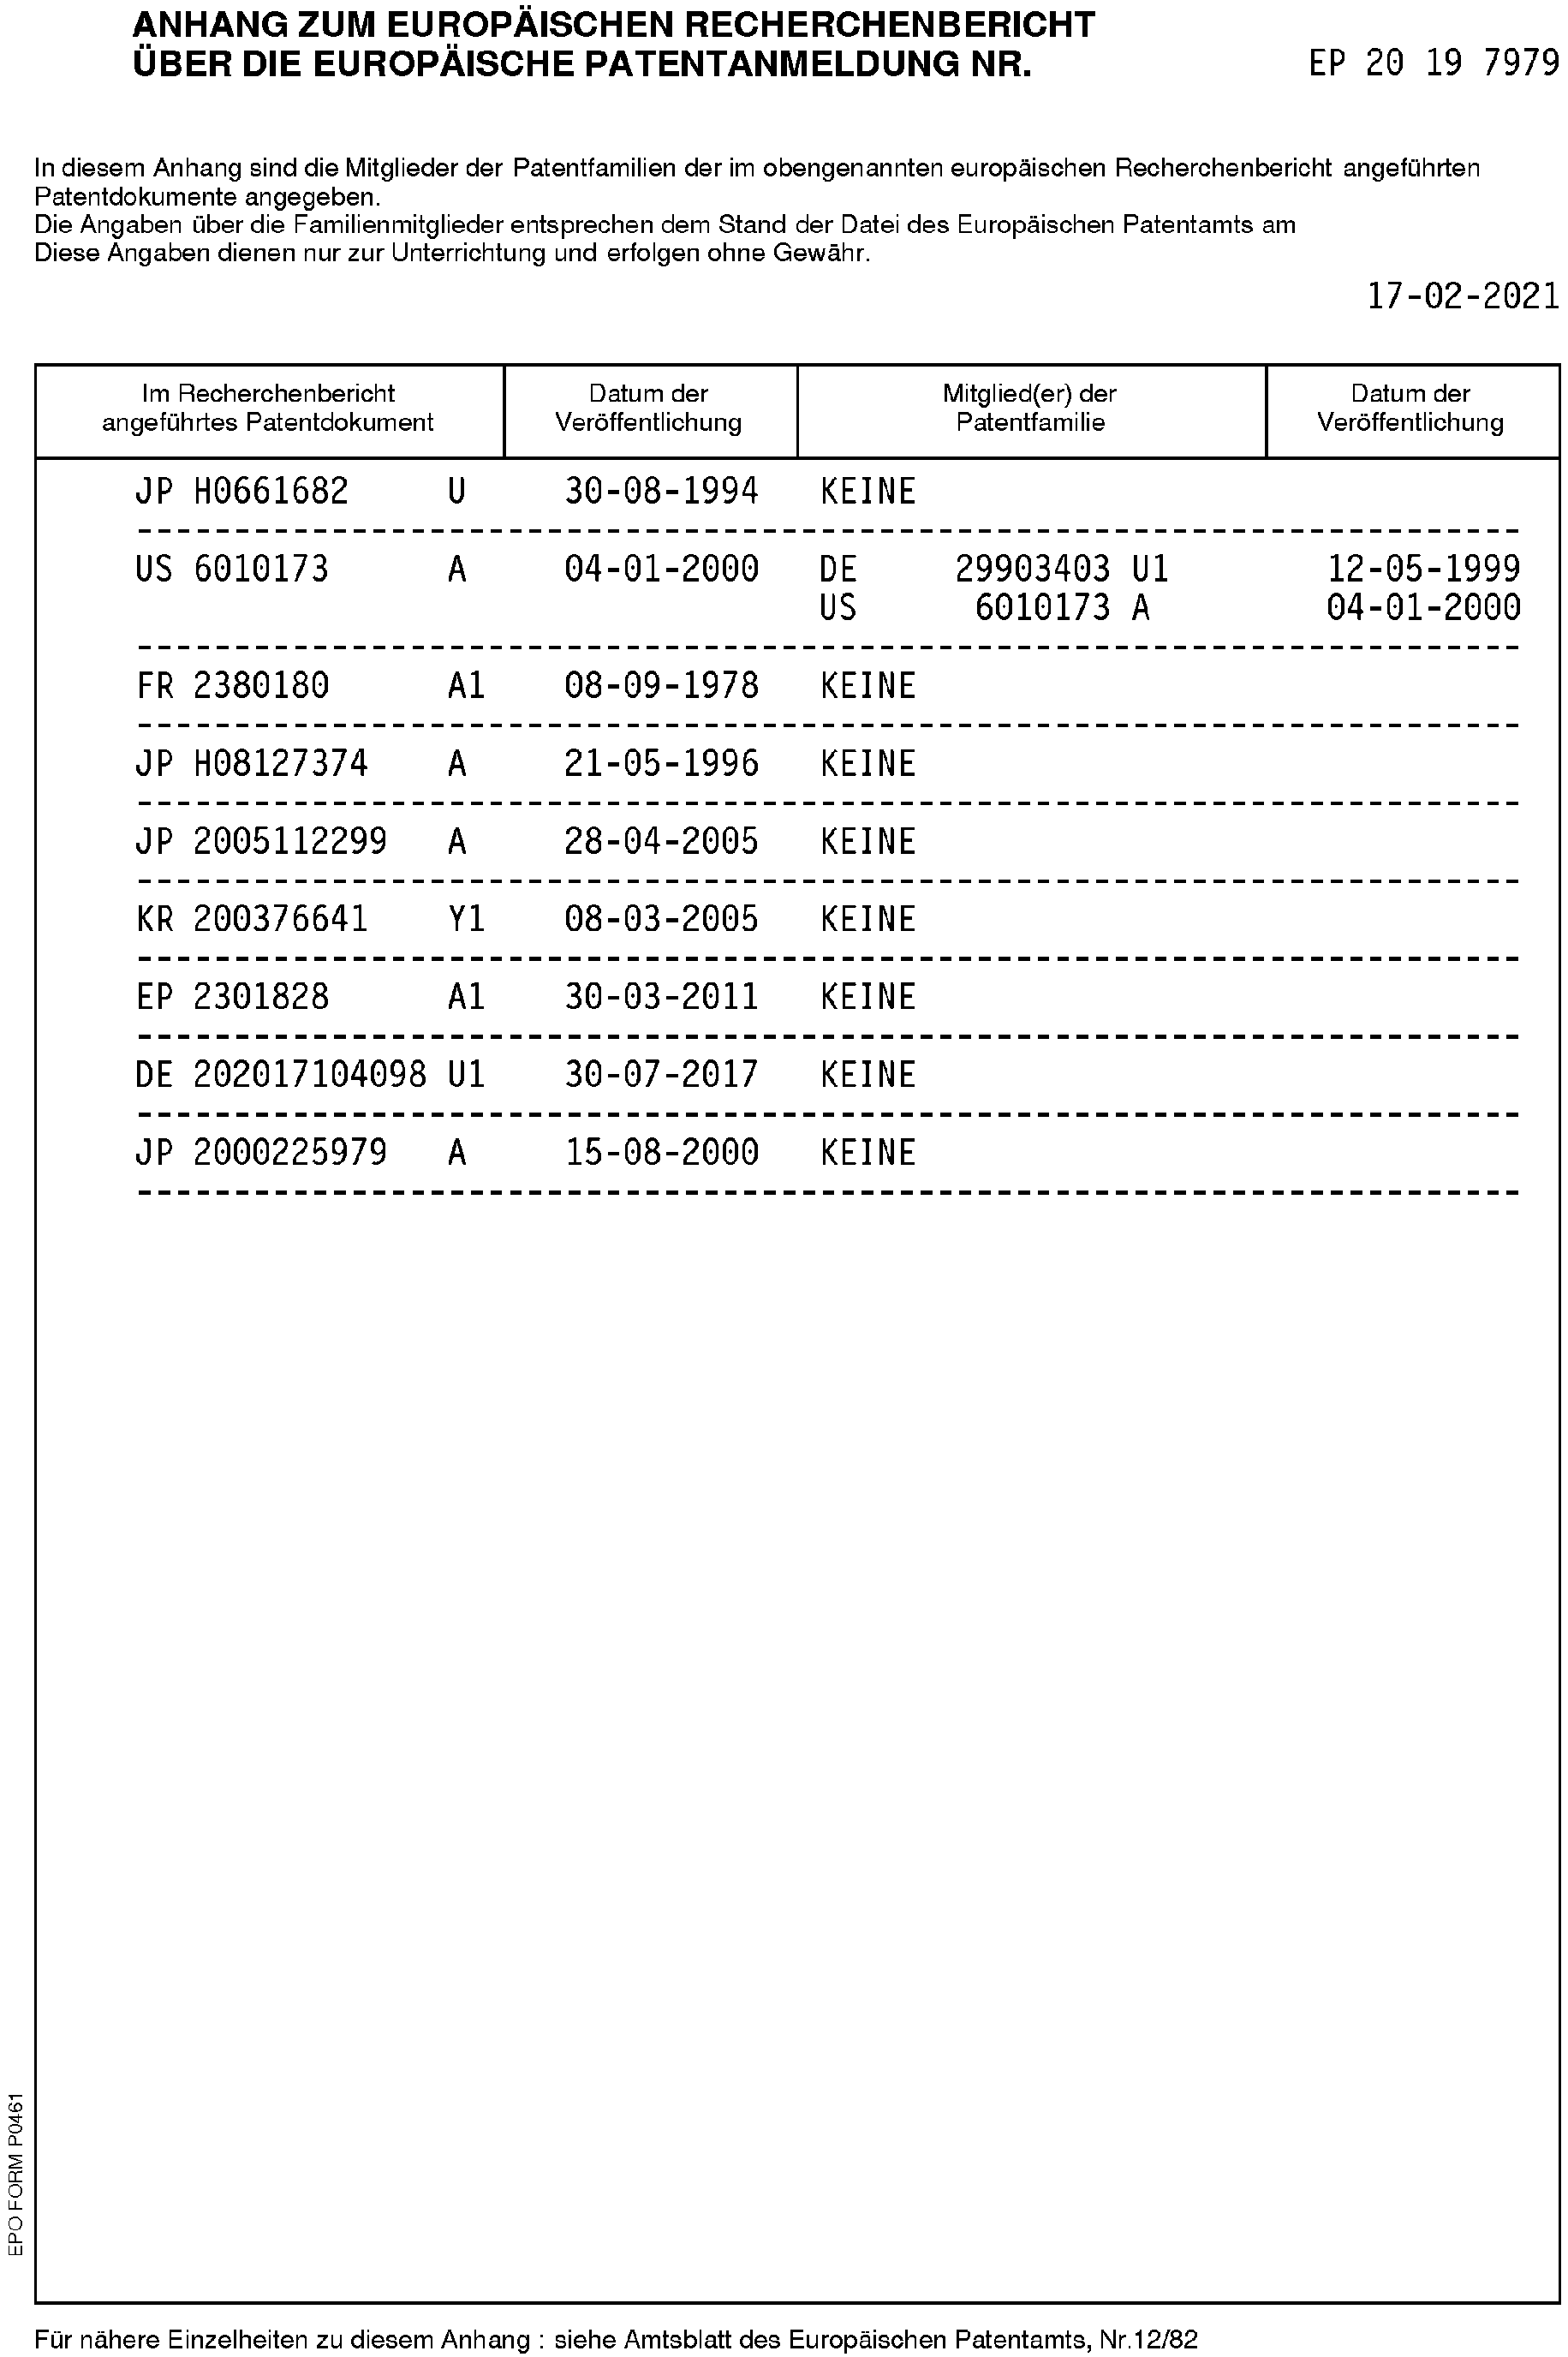 ANHANG ZUM EUROPÄISCHEN RECHERCHENBERICHT
ÜBER DIE EUROPÄISCHE PATENTANMELDUNG NR. EP 20 19 7979
In diesem Anhang sind die Mitglieder der Patentfamilien der im obengenannten europäischen Recherchenbericht angeführten
Patentdokumente angegeben.
Die Angaben über die Familienmitglieder entsprechen dem Stand der Datei des Europäischen Patentamts am
Diese Angaben dienen nur zur Unterrichtung und erfolgen ohne Gewähr.
17-02-2021
Im Recherchenbericht Datum der Mitglied(er) der Datum der
angeführtes Patentdokument Veröffentlichung Patentfamilie Veröffentlichung
JP H0661682 U 30-08-1994 KEINE
US 6010173 A 04-01-2000 DE 29903403 U1 12-05-1999
US 6010173 A 04-01-2000
FR 2380180 A1 08-09-1978 KEINE
JP H08127374 A 21-05-1996 KEINE
JP 2005112299 A 28-04-2005 KEINE
KR 200376641 Y1 08-03-2005 KEINE
EP 2301828 A1 30-03-2011 KEINE
DE 202017104098 U1 30-07-2017 KEINE
JP 2000225979 A 15-08-2000 KEINE
EPO FORM P0461
Für nähere Einzelheiten zu diesem Anhang : siehe Amtsblatt des Europäischen Patentamts, Nr.12/82